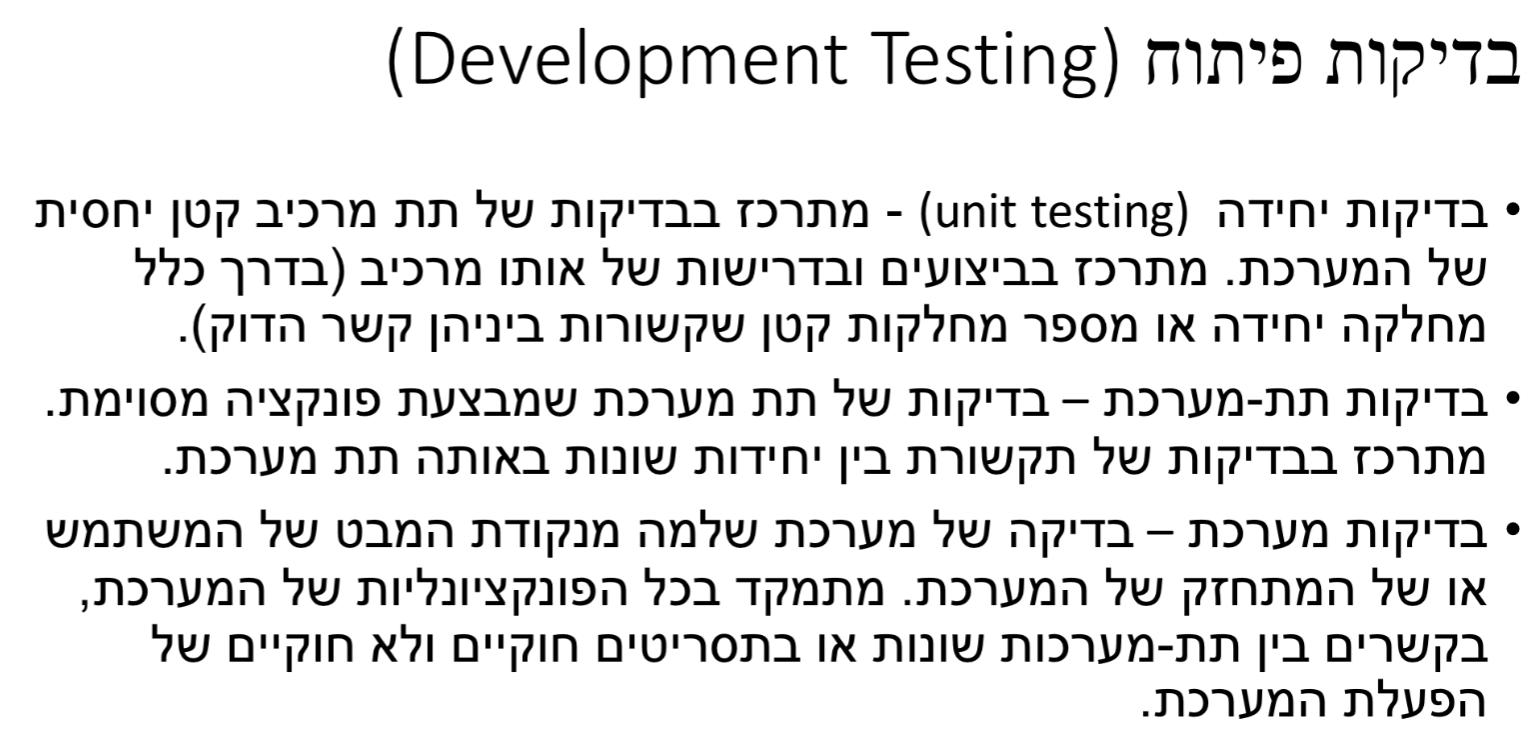 בדיקות פיתוח (Development Testing)
• בדיקות יחידה (unit testing) - מתרכז בבדיקות של תת מרכיב קטן יחסית
של המערכת. מתרכז בביצועים ובדרישות של אותו מרכיב (בדרך כלל
מחלקה יחידה או מספר מחלקות קטן שקשורות ביניהן קשר הדוק).
• בדיקות תת-מערכת – בדיקות של תת מערכת שמבצעת פונקציה מסוימת.
מתרכז בבדיקות של תקשורת בין יחידות שונות באותה תת מערכת.
• בדיקות מערכת – בדיקה של מערכת שלמה מנקודת המבט של המשתמש
או של המתחזק של המערכת. מתמקד בכל הפונקציונליות של המערכת,
בקשרים בין תת-מערכות שונות או בתסריטים חוקיים ולא חוקיים של
הפעלת המערכת.